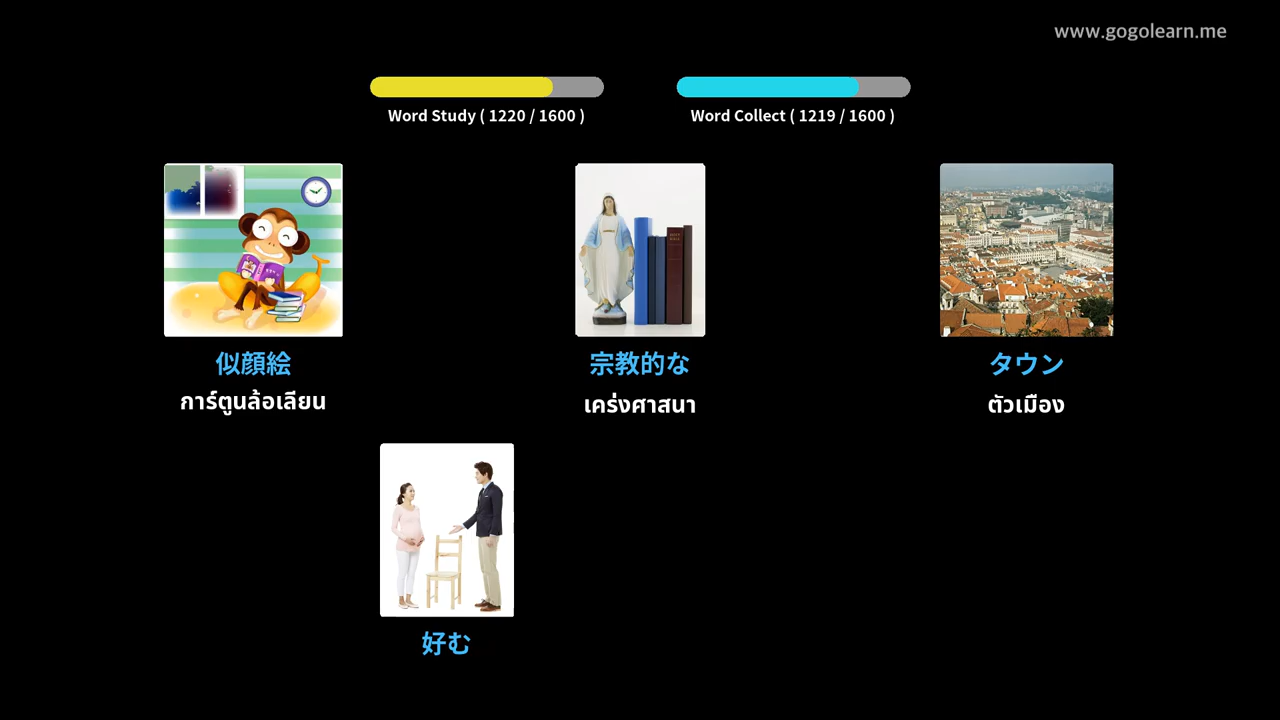 www.gogolearn.me
Word Study ( 1220 / 1600 )
Word Collect ( 1219 / 1600 )
似顔絵
การ์ตูนล้อเลียน
宗教的な
เคร่งศาสนา
タウン
ตัวเมือง
好む